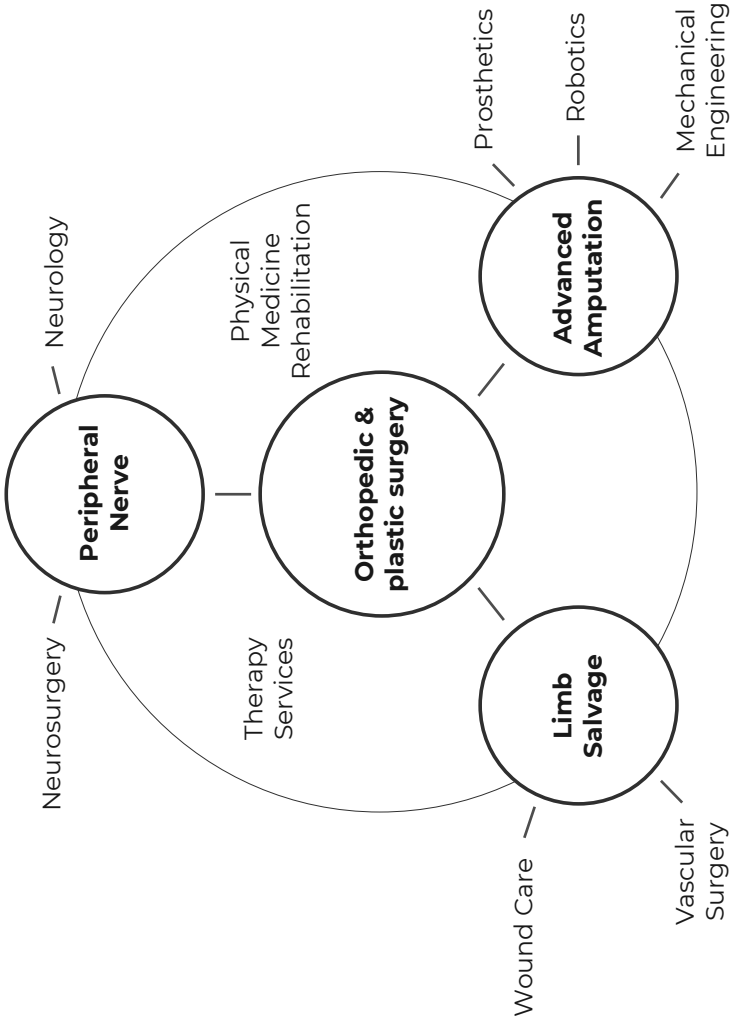 Neurosurgery
Neurology
Peripheral
Nerve
Therapy
Services
Physical
Medicine
Rehabilitation
Orthopedic &
plastic surgery
Wound Care
Limb
Salvage
Vascular
Surgery
Advanced
Amputation
Prosthetics
Robotics
Mechanical
Engineering